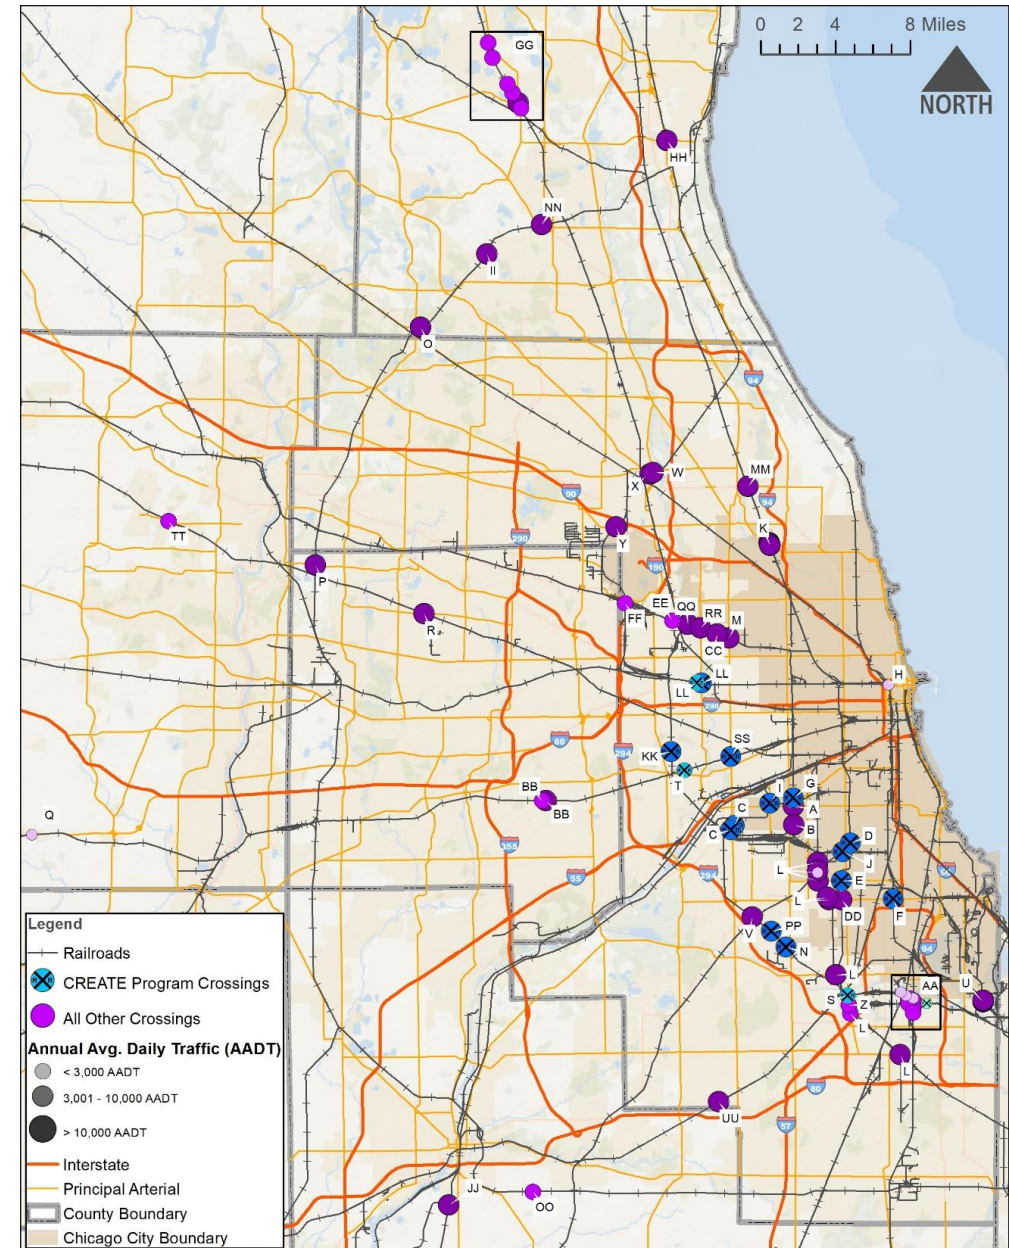 0 2 4 8 Miles
NORTH
GG
HH
NN
II
O
94
MM
W
X
90
94
K
TT
290
Y
190
P
EE QQ RR M
FF
R
CC
LL
LL
H
290
88
294
KK
SS
T
BB
BB
I G
C
A
Q
C
B
D
355
J
L
55
294
E
L
DD
F
PP
V
N
94
L
AA
U
S
Z
L
L
80
UU
57
JJ
OO
Legend
Railroads
CREATE Program Crossings
All Other Crossings
Annual Avg. Daily Traffic (AADT)
< 3,000 AADT
3,001 - 10,000 AADT
> 10,000 AADT
Interstate
Principal Arterial
County Boundary
Chicago City Boundary